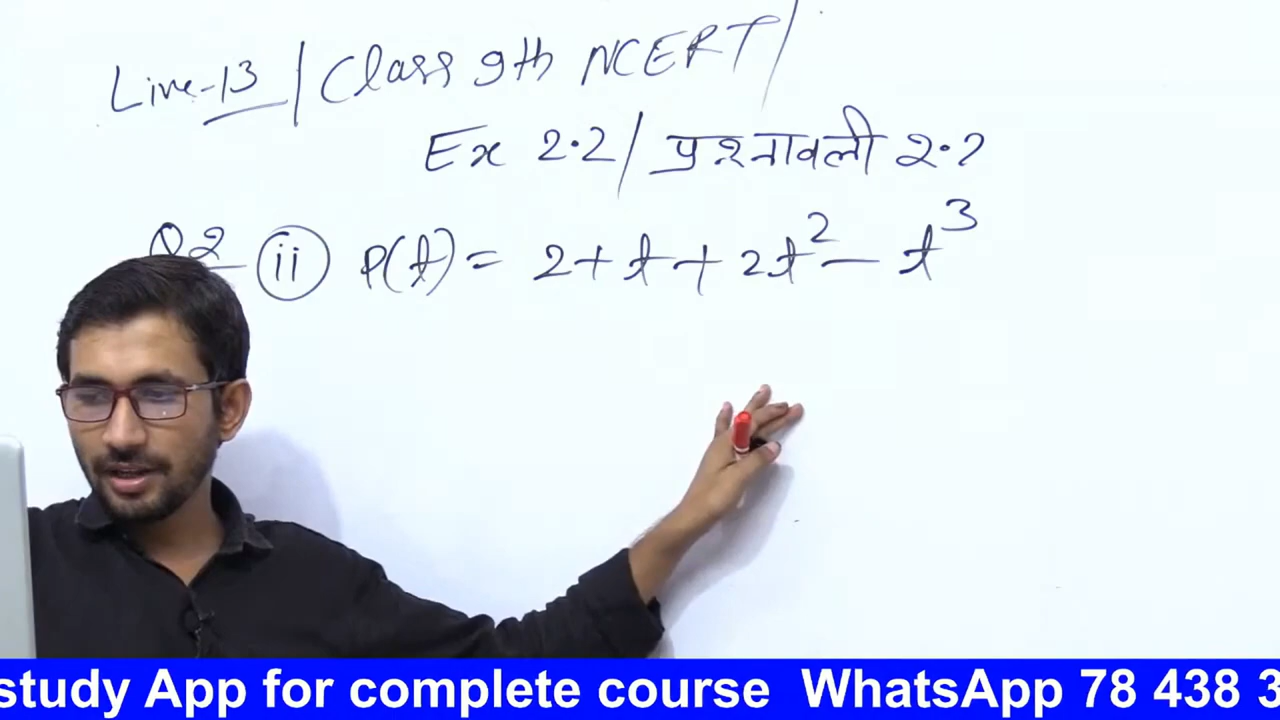 Live-13 / Class 9th NCERT /
Ex 2.2 / प्रश्नावली 2.2
Q2 (ii) P(t) = 2 + t + 2t² - t³
study App for complete course WhatsApp 78 438 3